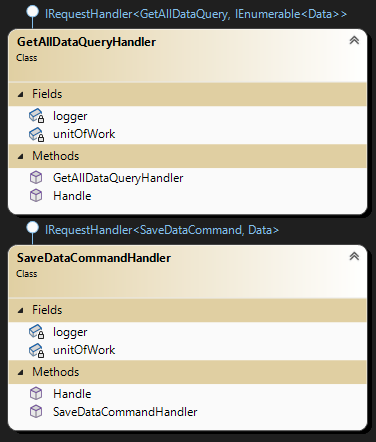 IRequestHandler<GetAllDataQuery, IEnumerable<Data>>
GetAllDataQueryHandler
Class
Fields
logger
unitOfWork
Methods
GetAllDataQueryHandler
Handle
IRequestHandler<SaveDataCommand, Data>
SaveDataCommandHandler
Class
Fields
logger
unitOfWork
Methods
Handle
SaveDataCommandHandler